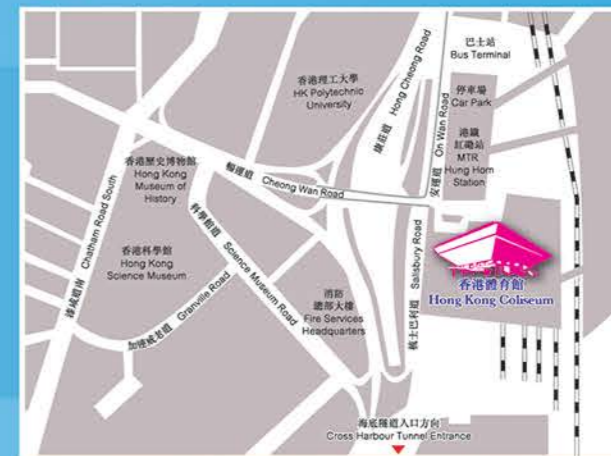 巴士站
Bus Terminal
香港理工大學
HK Polytechnic
University
康莊道 Hong Cheong Road
停車場
Car Park
安運道 On Wan Road
港鐵
紅磡站
MTR
Hung Hom
Station
香港歷史博物館
Hong Kong
Museum of
History
暢運道 Cheong Wan Road
漆咸道南 Chatham Road South
科學館道 Science Museum Road
香港科學館
Hong Kong
Science Museum
梳士巴利道 Salisbury Road
香港體育館
Hong Kong Coliseum
加連威老道 Granville Road
消防
總部大樓
Fire Services
Headquarters
海底隧道入口方向
Cross Harbour Tunnel Entrance